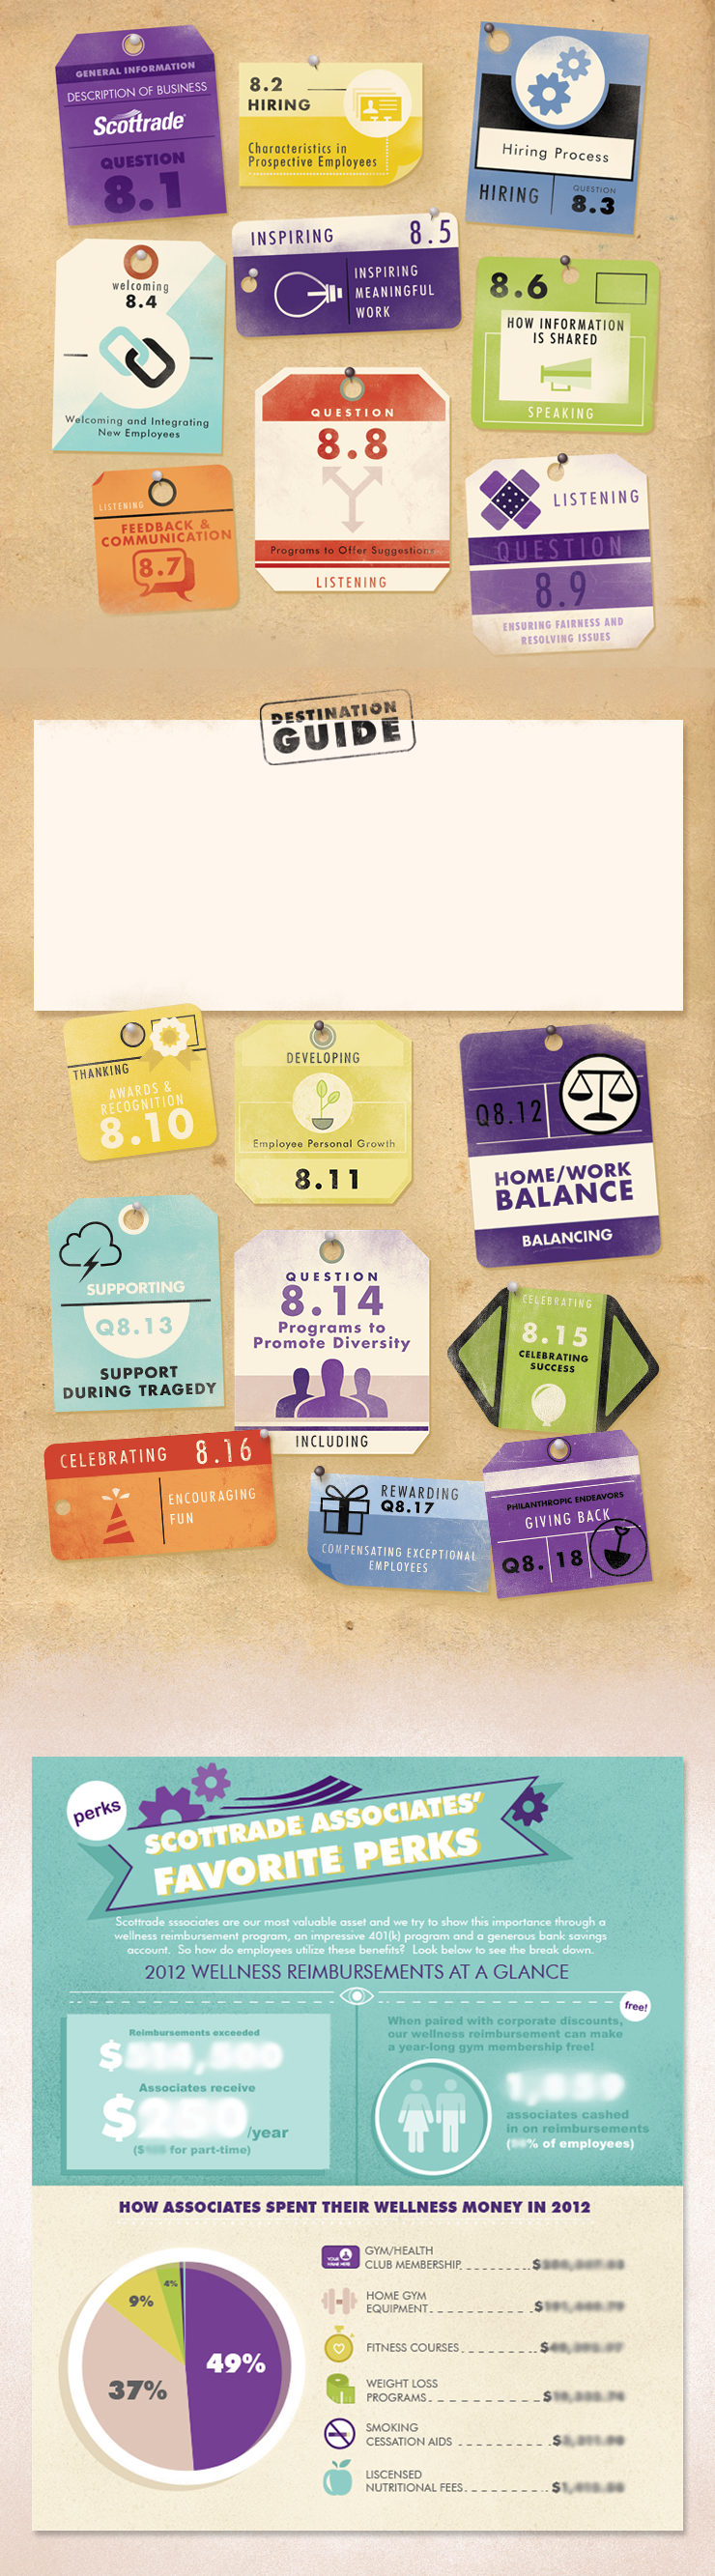 GENERAL INFORMATION
DESCRIPTION OF BUSINESS
Scottrade
QUESTION
8.1
8.2
HIRING
Characteristics in
Prospective Employees
Hiring Process
HIRING
QUESTION
8.3
welcoming
8.4
Welcoming and Integrating
New Employees
INSPIRING 8.5
INSPIRING
MEANINGFUL
WORK
8.6
HOW INFORMATION
IS SHARED
SPEAKING
LISTENING
FEEDBACK &
COMMUNICATION
8.7
QUESTION
8.8
Programs to Offer Suggestions
LISTENING
LISTENING
QUESTION
8.9
ENSURING FAIRNESS AND
RESOLVING ISSUES
DESTINATION
GUIDE
THANKING
AWARDS &
RECOGNITION
8.10
DEVELOPING
Employee Personal Growth
8.11
Q8.12
HOME/WORK
BALANCE
BALANCING
SUPPORTING
Q8.13
SUPPORT
DURING TRAGEDY
QUESTION
8.14
Programs to
Promote Diversity
INCLUDING
CELEBRATING
8.15
CELEBRATING
SUCCESS
CELEBRATING 8.16
ENCOURAGING
FUN
REWARDING
Q8.17
COMPENSATING EXCEPTIONAL
EMPLOYEES
PHILANTHROPIC ENDEAVORS
GIVING BACK
Q8. 18
perks
SCOTTRADE ASSOCIATES'
FAVORITE PERKS
Scottrade sssociates are our most valuable asset and we try to show this importance through a
wellness reimbursement program, an impressive 401(k) program and a generous bank savings
account. So how do employees utilize these benefits? Look below to see the break down.
2012 WELLNESS REIMBURSEMENTS AT A GLANCE
free!
Reimbursements exceeded
$
Associates receive
$250/year
($ for part-time)
When paired with corporate discounts,
our wellness reimbursement can make
a year-long gym membership free!
associates cashed
in on reimbursements
( % of employees)
HOW ASSOCIATES SPENT THEIR WELLNESS MONEY IN 2012
4%
9%
49%
37%
YOUR
NAME HERE
GYM/HEALTH
CLUB MEMBERSHIP $
HOME GYM
EQUIPMENT $
FITNESS COURSES $
WEIGHT LOSS
PROGRAMS $
SMOKING
CESSATION AIDS $
LISCENSED
NUTRITIONAL FEES $